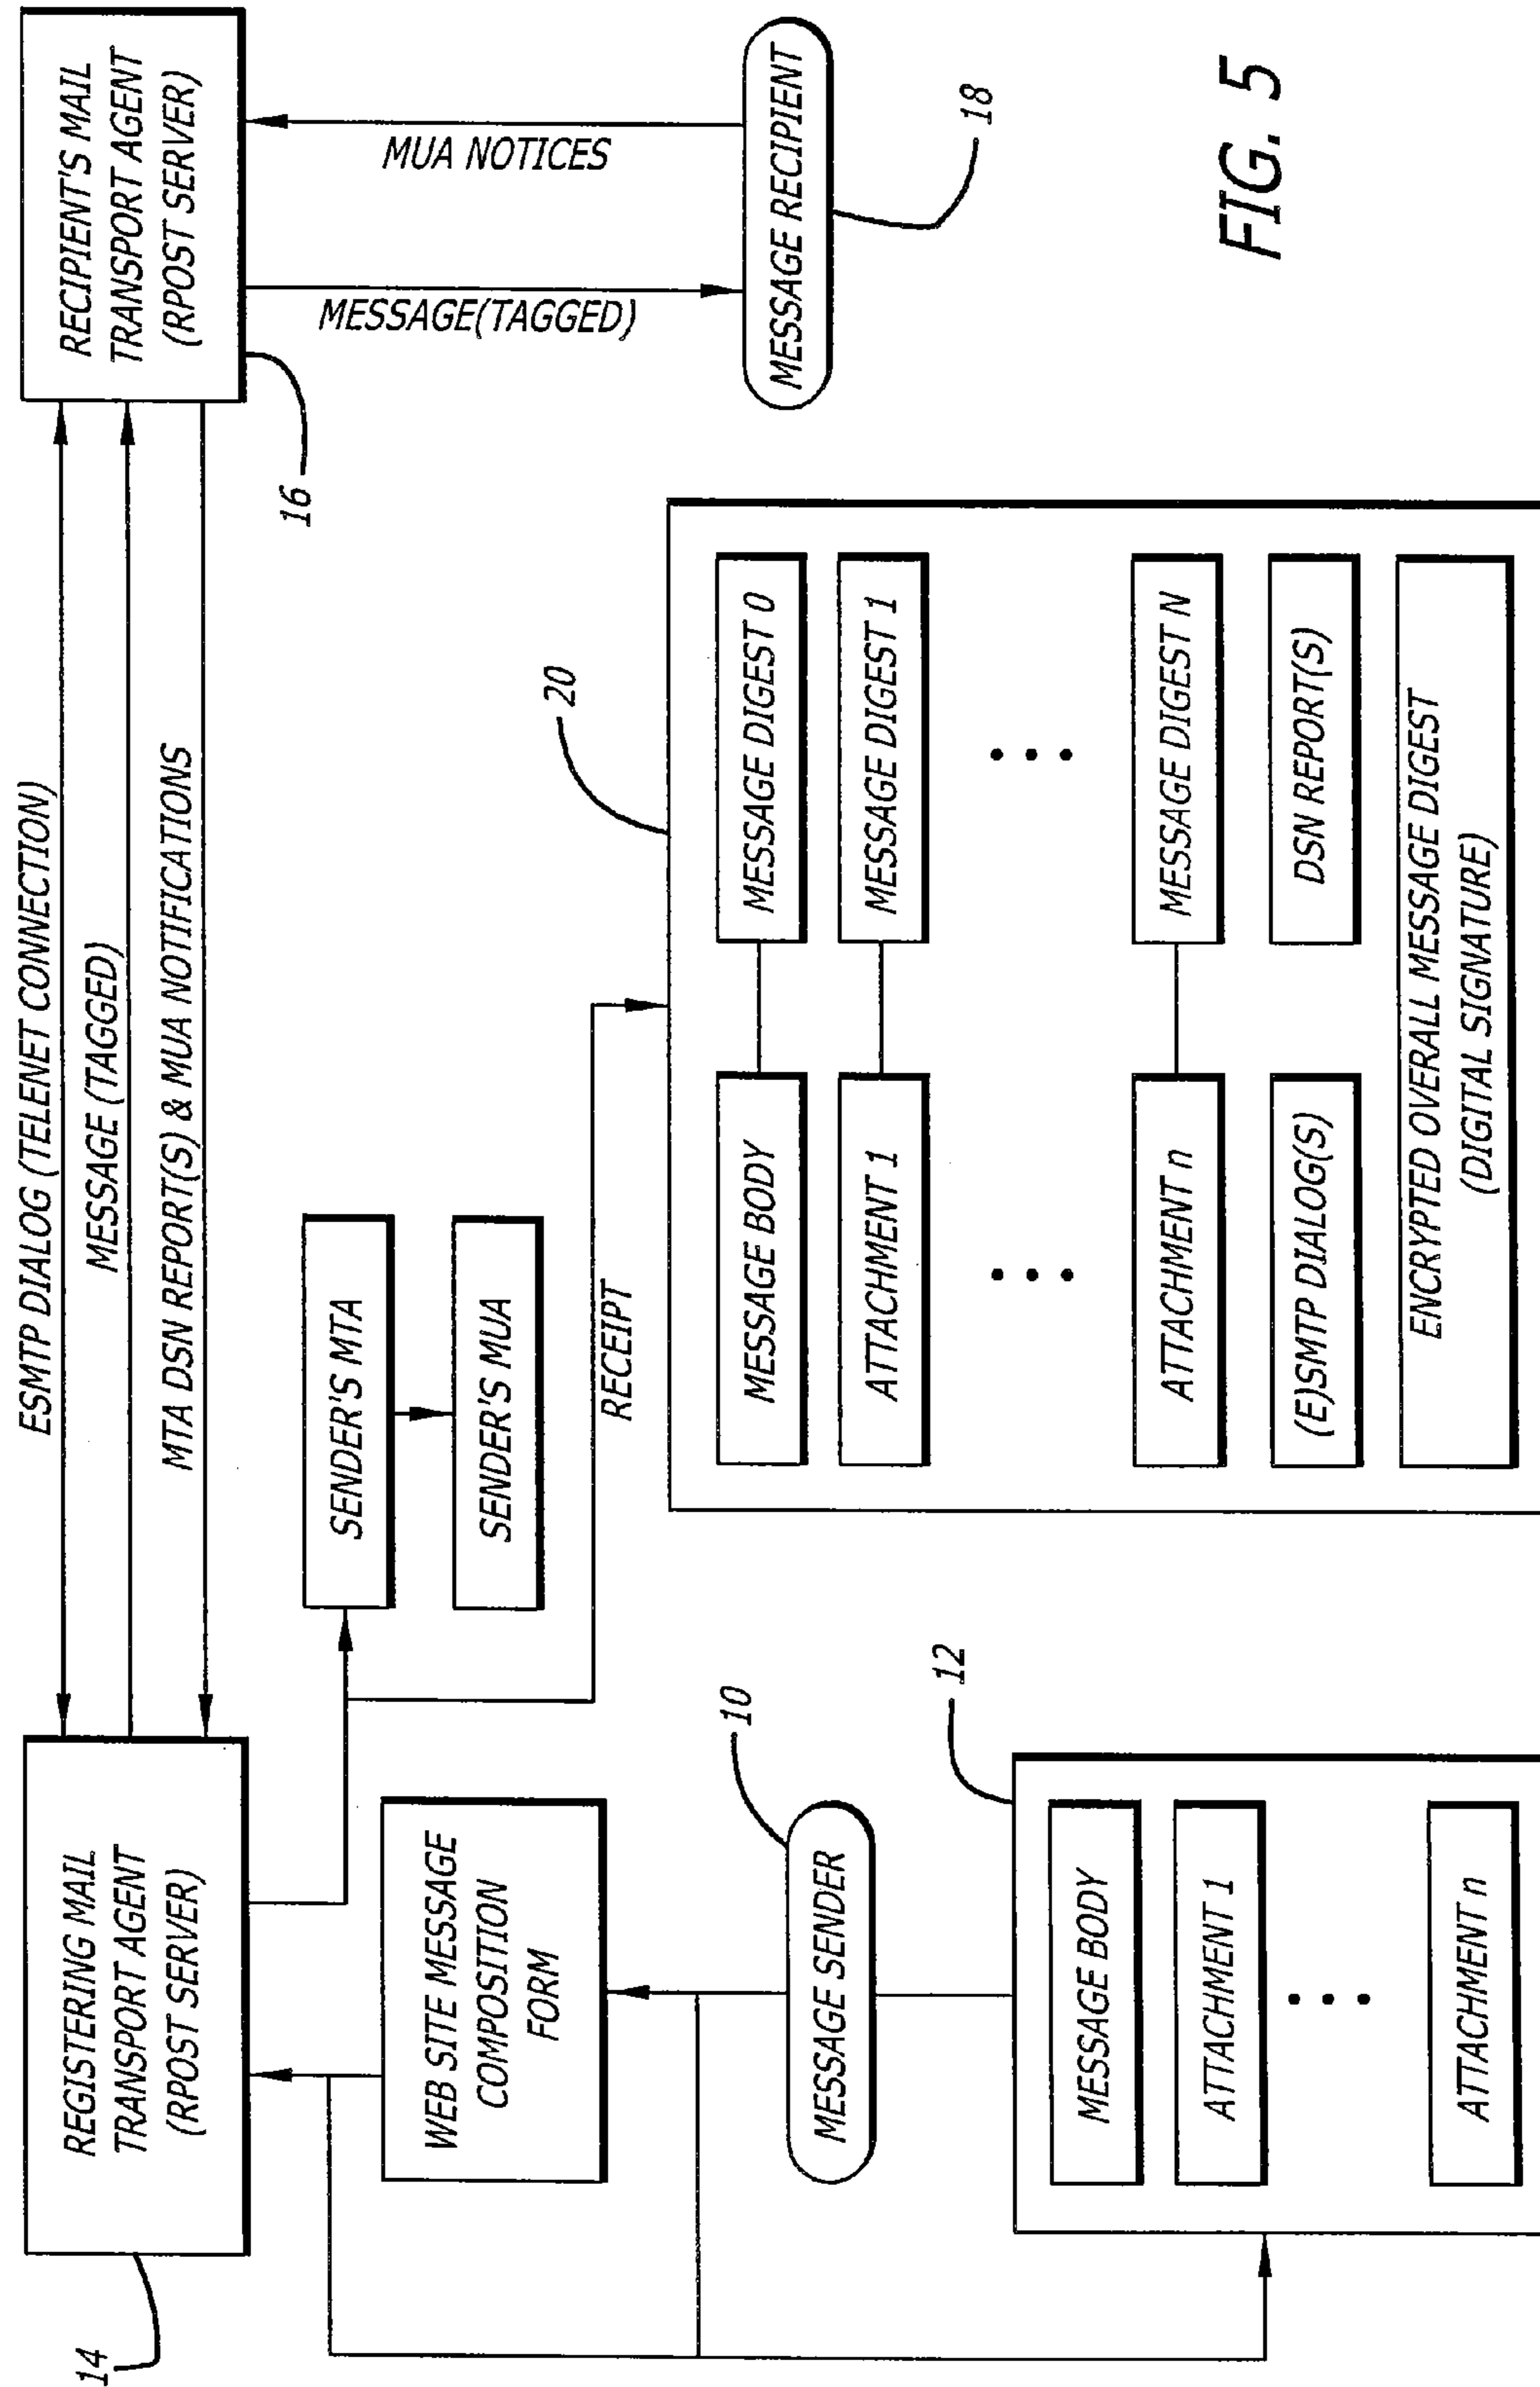 14
REGISTERING MAIL
TRANSPORT AGENT
(RPOST SERVER)
ESMTP DIALOG (TELENET CONNECTION)
MESSAGE (TAGGED)
MTA DSN REPORT(S) & MUA NOTIFICATIONS
RECIPIENT'S MAIL
TRANSPORT AGENT
(RPOST SERVER)
16
MESSAGE(TAGGED)
MUA NOTICES
MESSAGE RECIPIENT
18
WEB SITE MESSAGE
COMPOSITION
FORM
SENDER'S MTA
SENDER'S MUA
RECEIPT
10
MESSAGE SENDER
12
MESSAGE BODY
ATTACHMENT 1
• • •
ATTACHMENT n
20
MESSAGE BODY
MESSAGE DIGEST 0
ATTACHMENT 1
MESSAGE DIGEST 1
• • •
• • •
ATTACHMENT n
MESSAGE DIGEST N
(E)SMTP DIALOG(S)
DSN REPORT(S)
ENCRYPTED OVERALL MESSAGE DIGEST
(DIGITAL SIGNATURE)
FIG. 5